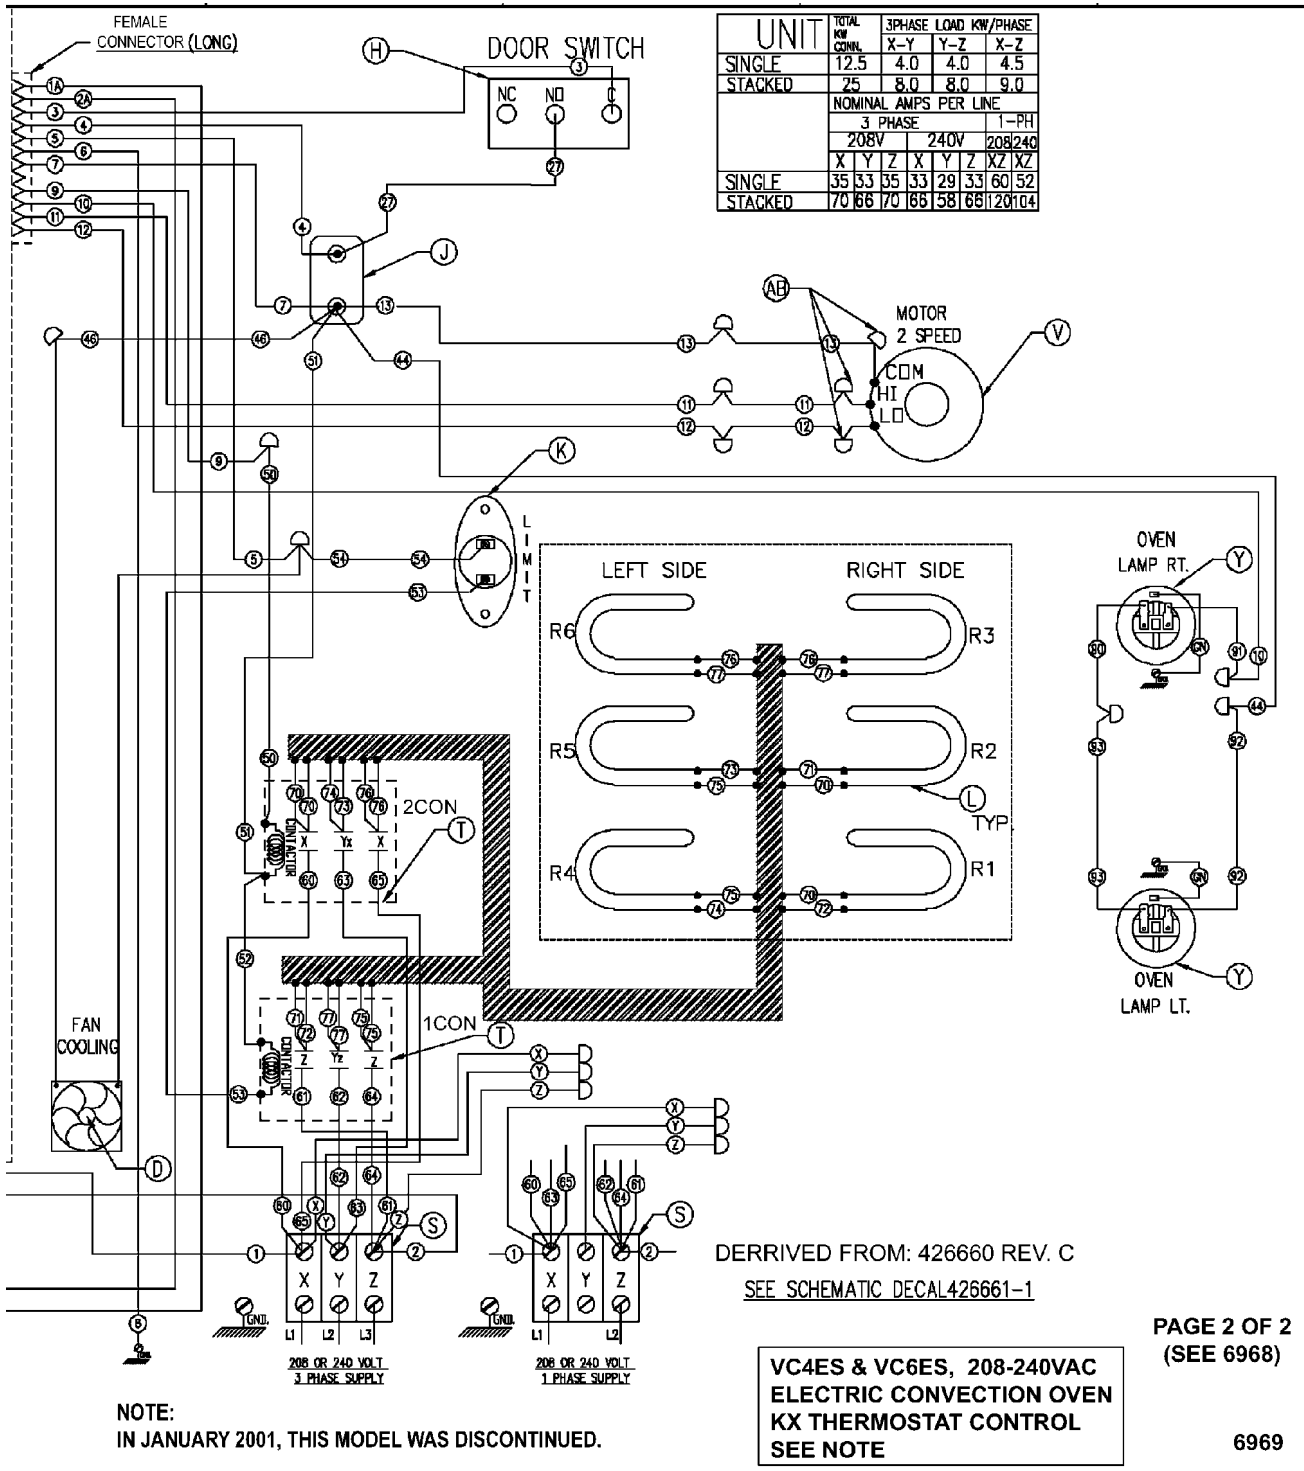 FEMALE
CONNECTOR (LONG)
H
DOOR SWITCH
3
NC NO C
27
UNIT TOTAL KW CONN. 3PHASE LOAD KW/PHASE
X-Y Y-Z X-Z
SINGLE 12.5 4.0 4.0 4.5
STACKED 25 8.0 8.0 9.0
NOMINAL AMPS PER LINE
3 PHASE 1-PH
208V 240V 208 240
X Y Z X Y Z XZ XZ
SINGLE 35 33 35 33 29 33 60 52
STACKED 70 66 70 66 58 66 120 104
1A
2A
3
4
5
6
7
9
10
11
12
27
4
J
7 13
46 46
51 44
AB
MOTOR
2 SPEED
V
13 13
COM
HI
LO
11 11
12 12
9
50
K
LIMIT
5 54 54
53
LEFT SIDE RIGHT SIDE
R6 76 76 R3
77 77
R5 73 71 R2
75 70
L
TYP.
R4 75 70 R1
74 72
OVEN
LAMP RT.
Y
90 GN 91 10
44
93 92
93 GN 92
Y
OVEN
LAMP LT.
50
70 74 76
70 73 76
2CON
T
51
CONTACTOR
X Yx X
60 63 65
52
71 77 75
72 77 75
1CON
T
CONTACTOR
Z Yz Z
53
61 62 64
FAN
COOLING
D
X
Y
Z
X
Y
Z
62 64
60 X 63 61
65 Y Z
S
1 2
X Y Z
GND.
L1 L2 L3
208 OR 240 VOLT
3 PHASE SUPPLY
60 65 62 61
63 64
S
1 2
X Y Z
GND.
L1 L2
208 OR 240 VOLT
1 PHASE SUPPLY
DERRIVED FROM: 426660 REV. C
SEE SCHEMATIC DECAL426661-1
PAGE 2 OF 2
(SEE 6968)
VC4ES & VC6ES, 208-240VAC
ELECTRIC CONVECTION OVEN
KX THERMOSTAT CONTROL
SEE NOTE
NOTE:
IN JANUARY 2001, THIS MODEL WAS DISCONTINUED.
6969